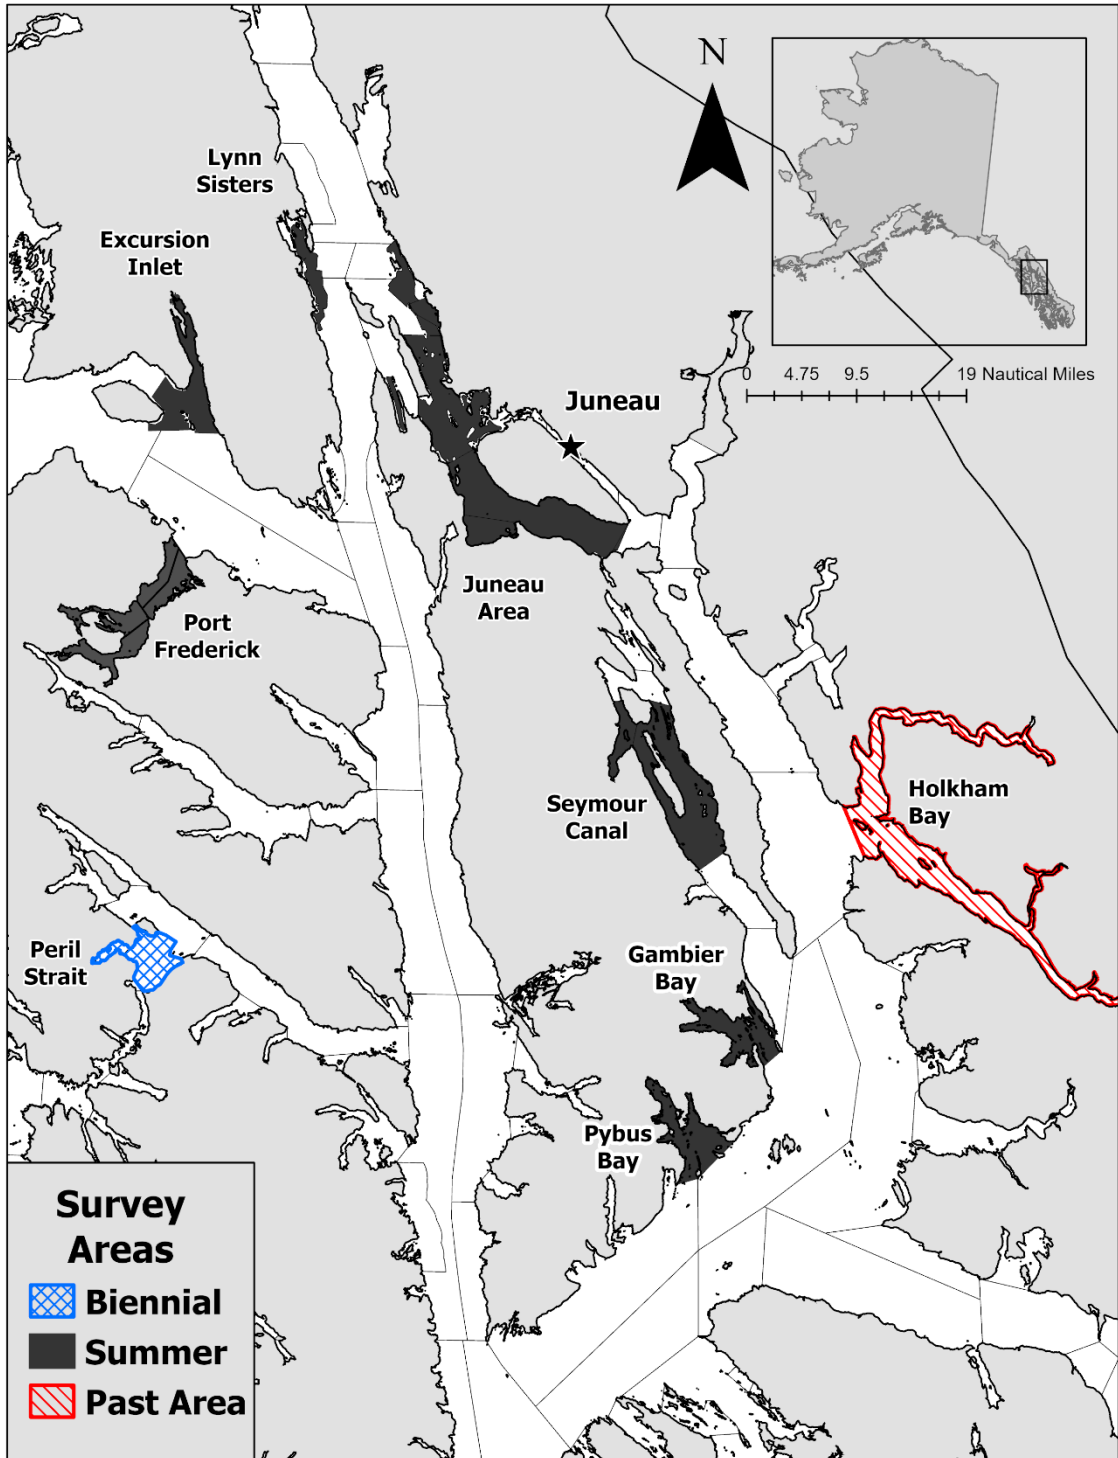 N
Lynn
Sisters
Excursion
Inlet
0 4.75 9.5 19 Nautical Miles
Juneau
Juneau
Area
Port
Frederick
Holkham
Bay
Seymour
Canal
Peril
Strait
Gambier
Bay
Pybus
Bay
Survey
Areas
Biennial
Summer
Past Area